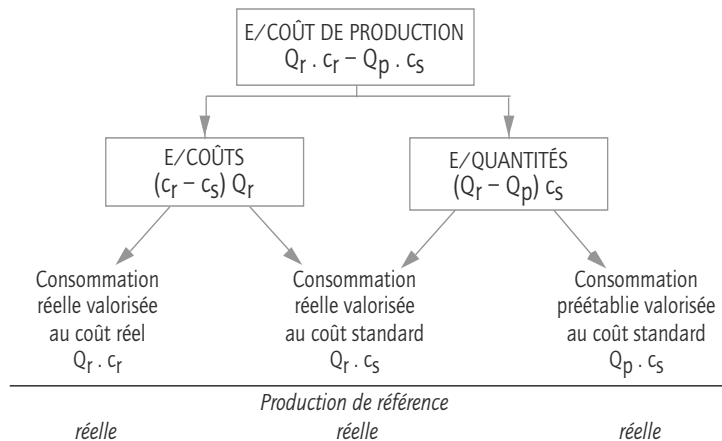 E/COÛT DE PRODUCTION
Qr . cr – Qp . cs
E/COÛTS
(cr – cs) Qr
E/QUANTITÉS
(Qr – Qp) cs
Consommation
réelle valorisée
au coût réel
Qr . cr
Consommation
réelle valorisée
au coût standard
Qr . cs
Consommation
préétablie valorisée
au coût standard
Qp . cs
Production de référence
réelle réelle réelle